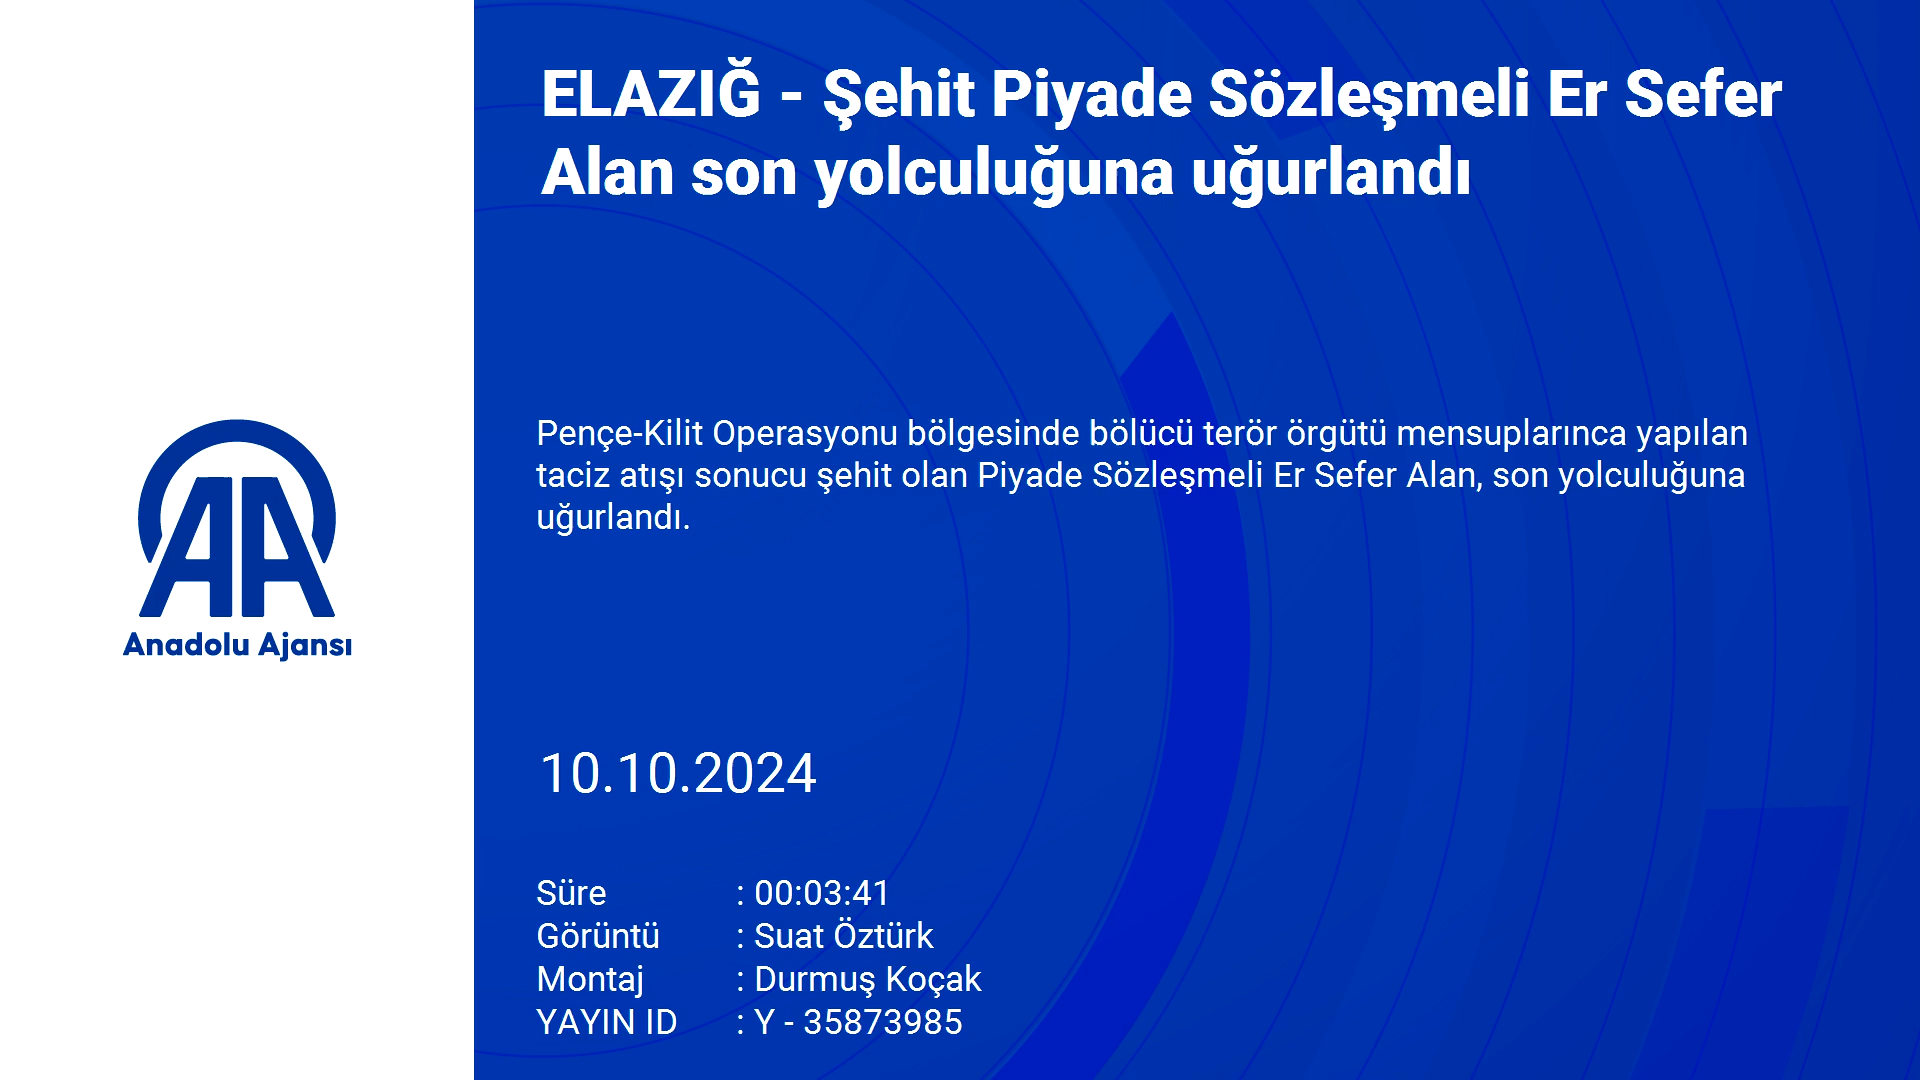 ELAZIĞ - Şehit Piyade Sözleşmeli Er Sefer
Alan son yolculuğuna uğurlandı
Pençe-Kilit Operasyonu bölgesinde bölücü terör örgütü mensuplarınca yapılan
taciz atışı sonucu şehit olan Piyade Sözleşmeli Er Sefer Alan, son yolculuğuna
uğurlandı.
AA
Anadolu Ajansı
10.10.2024
Süre : 00:03:41
Görüntü : Suat Öztürk
Montaj : Durmuş Koçak
YAYIN ID : Y - 35873985